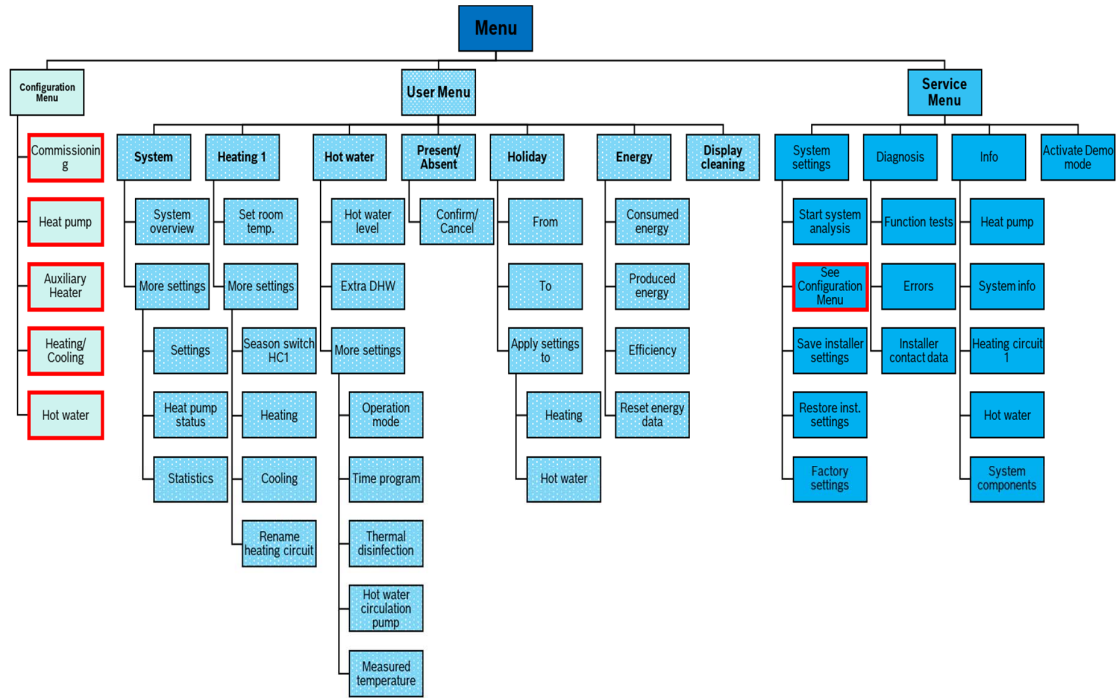 Menu
Configuration
Menu
User Menu
Service
Menu
Commissionin
g
Heat pump
Auxiliary
Heater
Heating/
Cooling
Hot water
System
System
overview
More settings
Settings
Heat pump
status
Statistics
Heating 1
Set room
temp.
More settings
Season switch
HC1
Heating
Cooling
Rename
heating circuit
Hot water
Hot water
level
Extra DHW
More settings
Operation
mode
Time program
Thermal
disinfection
Hot water
circulation
pump
Measured
temperature
Present/
Absent
Confirm/
Cancel
Holiday
From
To
Apply settings
to
Heating
Hot water
Energy
Consumed
energy
Produced
energy
Efficiency
Reset energy
data
Display
cleaning
System
settings
Start system
analysis
See
Configuration
Menu
Save installer
settings
Restore inst.
settings
Factory
settings
Diagnosis
Function tests
Errors
Installer
contact data
Info
Heat pump
System info
Heating circuit
1
Hot water
System
components
Activate Demo
mode